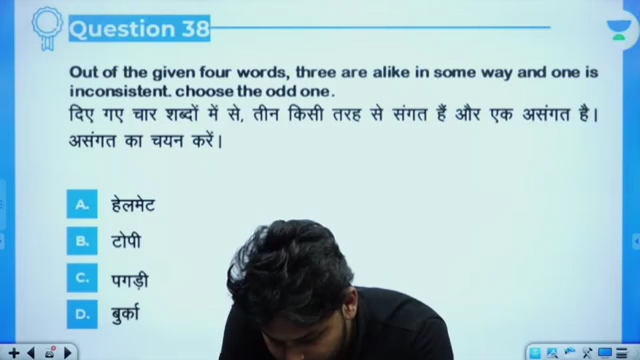 Question 38
Out of the given four words, three are alike in some way and one is
inconsistent. choose the odd one.
दिए गए चार शब्दों में से, तीन किसी तरह से संगत हैं और एक असंगत है।
असंगत का चयन करें।
A. हेलमेट
B. टोपी
C. पगड़ी
D. बुर्का